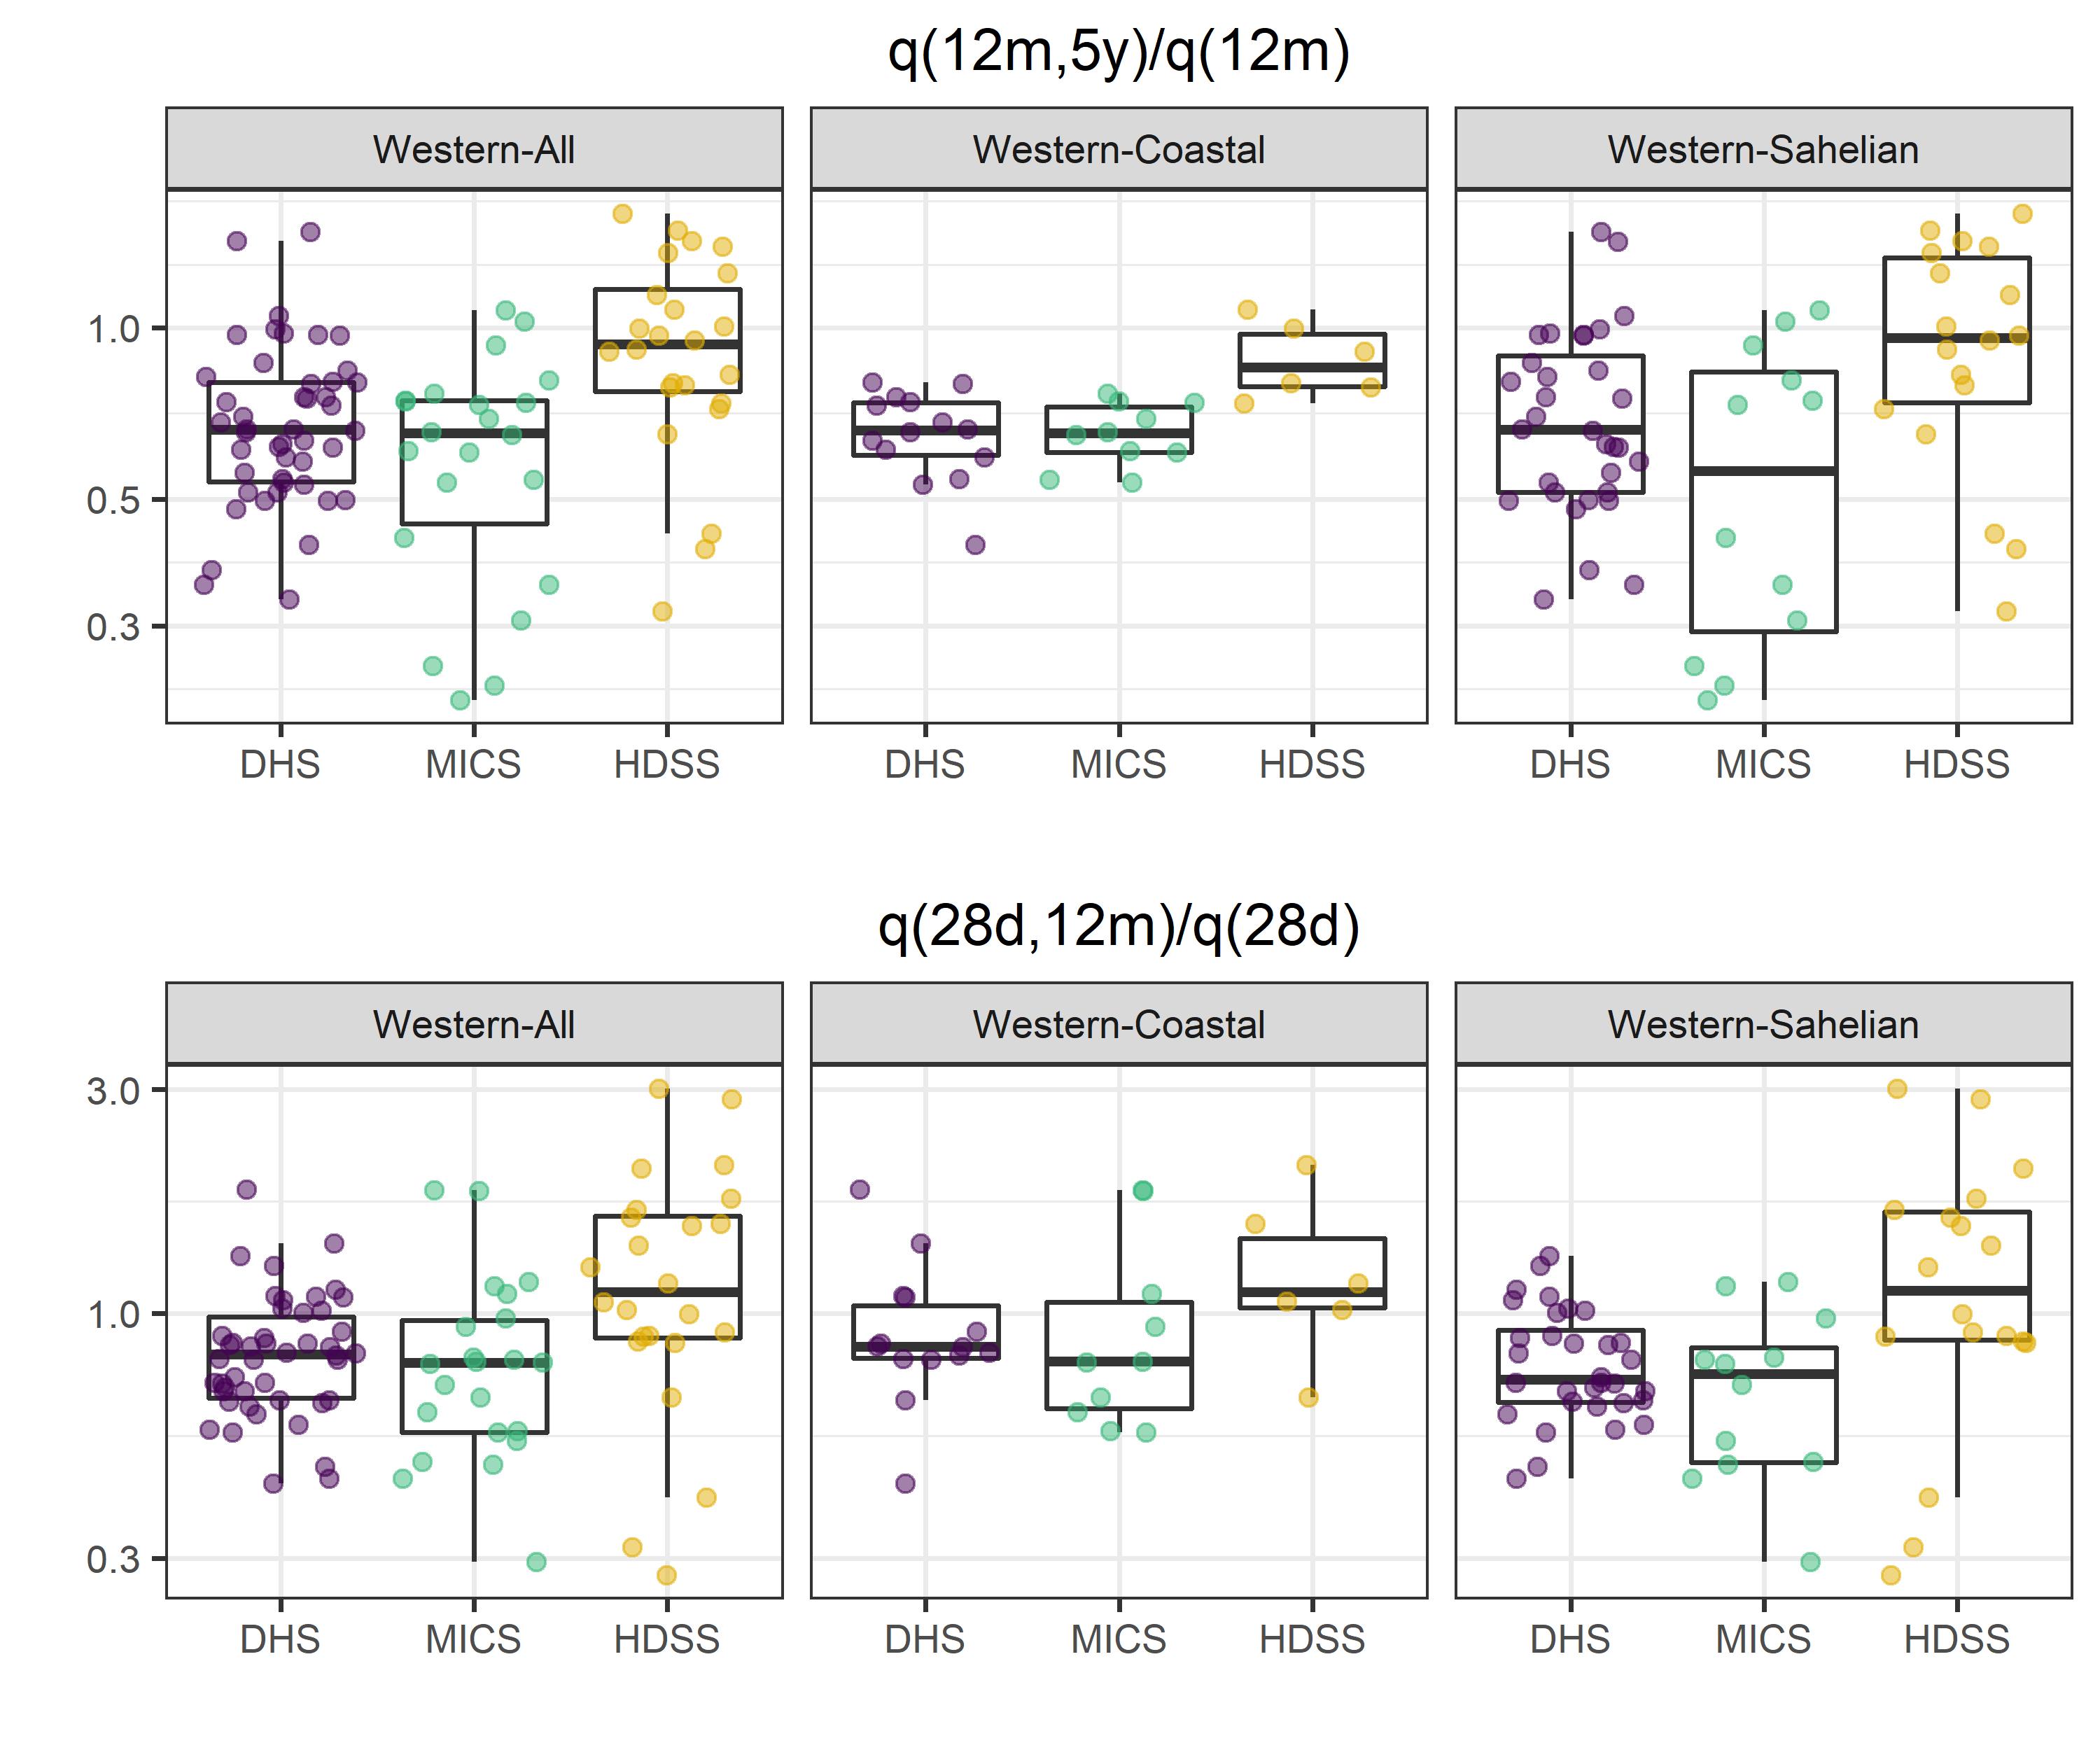 q(12m,5y)/q(12m)
Western-All
Western-Coastal
Western-Sahelian
1.0
0.5
0.3
DHS MICS HDSS
DHS MICS HDSS
DHS MICS HDSS
q(28d,12m)/q(28d)
Western-All
Western-Coastal
Western-Sahelian
3.0
1.0
0.3
DHS MICS HDSS
DHS MICS HDSS
DHS MICS HDSS